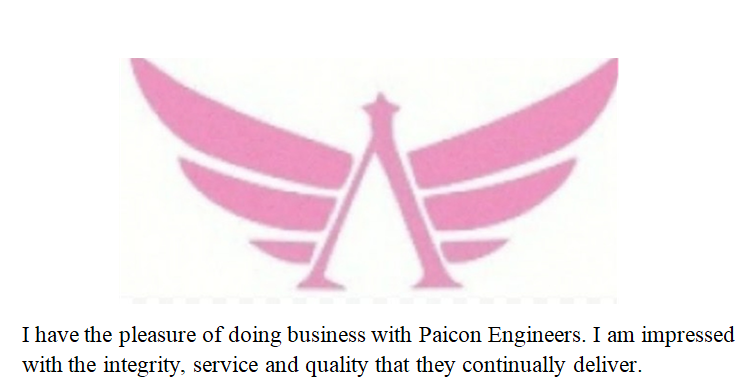 I have the pleasure of doing business with Paicon Engineers. I am impressed
with the integrity, service and quality that they continually deliver.